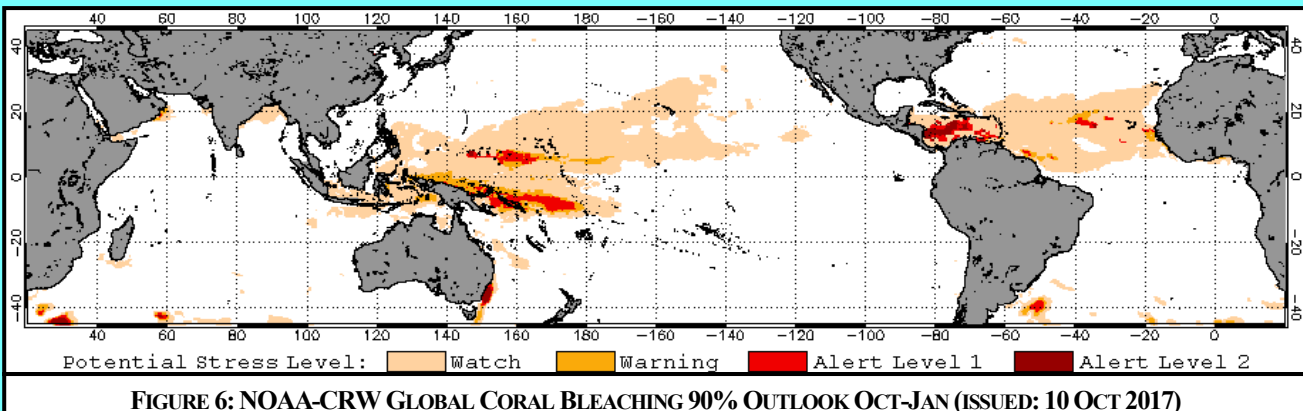 40 60 80 100 120 140 160 180 -160 -140 -120 -100 -80 -60 -40 -20 0
40 40
20 20
0 0
-20 -20
-40 -40
40 60 80 100 120 140 160 180 -160 -140 -120 -100 -80 -60 -40 -20 0
Potential Stress Level: Watch Warning Alert Level 1 Alert Level 2
FIGURE 6: NOAA-CRW GLOBAL CORAL BLEACHING 90% OUTLOOK OCT-JAN (ISSUED: 10 OCT 2017)